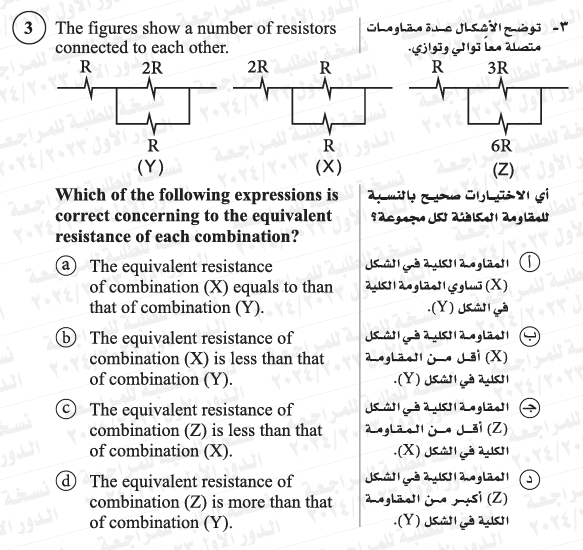 3 The figures show a number of resistors
connected to each other.
٣- توضح الأشكال عدة مقاومات
متصلة معاً توالي وتوازي.
R 2R 2R R R 3R
R R 6R
(Y) (X) (Z)
Which of the following expressions is
correct concerning to the equivalent
resistance of each combination?
أي الاختيارات صحيح بالنسبة
للمقاومة المكافئة لكل مجموعة؟
a The equivalent resistance
of combination (X) equals to than
that of combination (Y).
أ المقاومة الكلية في الشكل
(X) تساوي المقاومة الكلية
في الشكل (Y).
b The equivalent resistance of
combination (X) is less than that
of combination (Y).
ب المقاومة الكلية في الشكل
(X) أقل من المقاومة
الكلية في الشكل (Y).
c The equivalent resistance of
combination (Z) is less than that
of combination (X).
ج المقاومة الكلية في الشكل
(Z) أقل من المقاومة
الكلية في الشكل (X).
d The equivalent resistance of
combination (Z) is more than that
of combination (Y).
د المقاومة الكلية في الشكل
(Z) أكبر من المقاومة
الكلية في الشكل (Y).